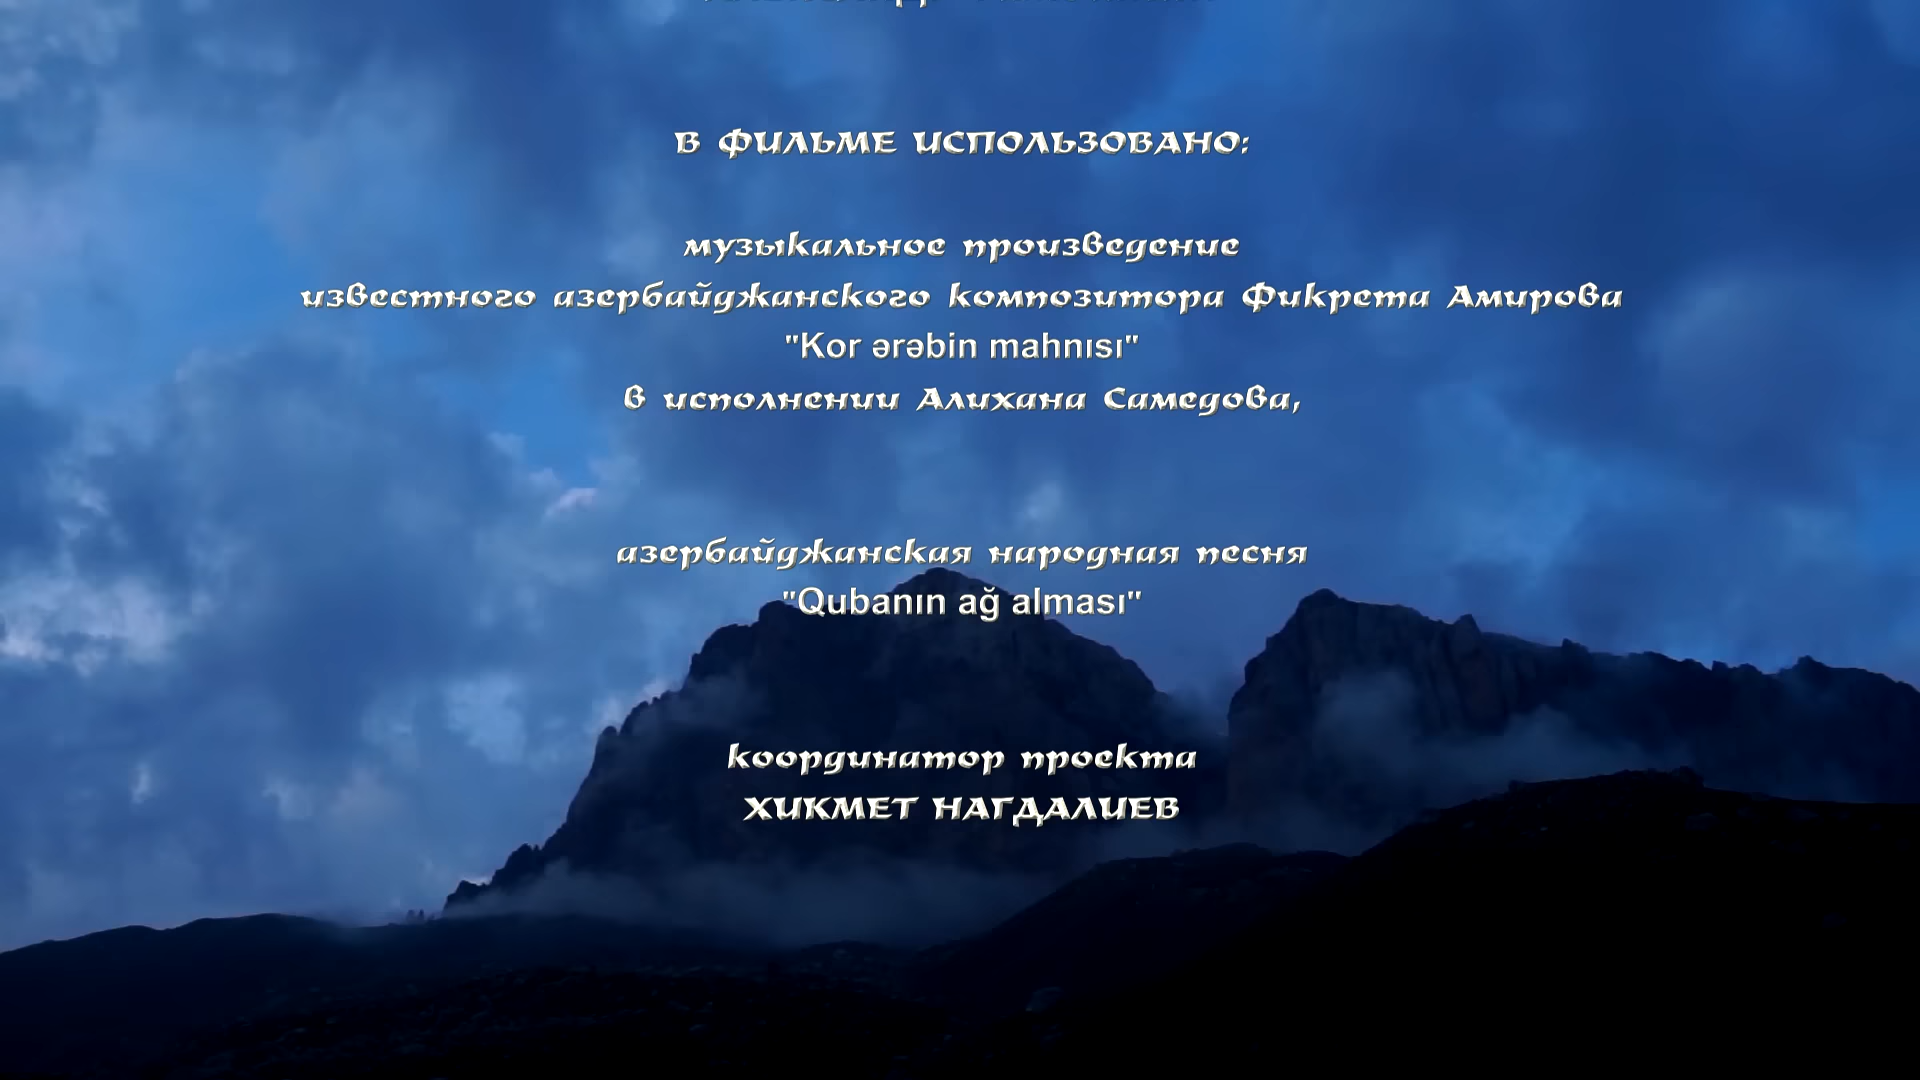 В ФИЛЬМЕ ИСПОЛЬЗОВАНО:
музыкальное произведение
известного азербайджанского композитора Фикрета Амирова
"Kor ərəbin mahnısı"
в исполнении Алихана Самедова,
азербайджанская народная песня
"Qubanın ağ alması"
координатор проекта
ХИКМЕТ НАГДАЛИЕВ